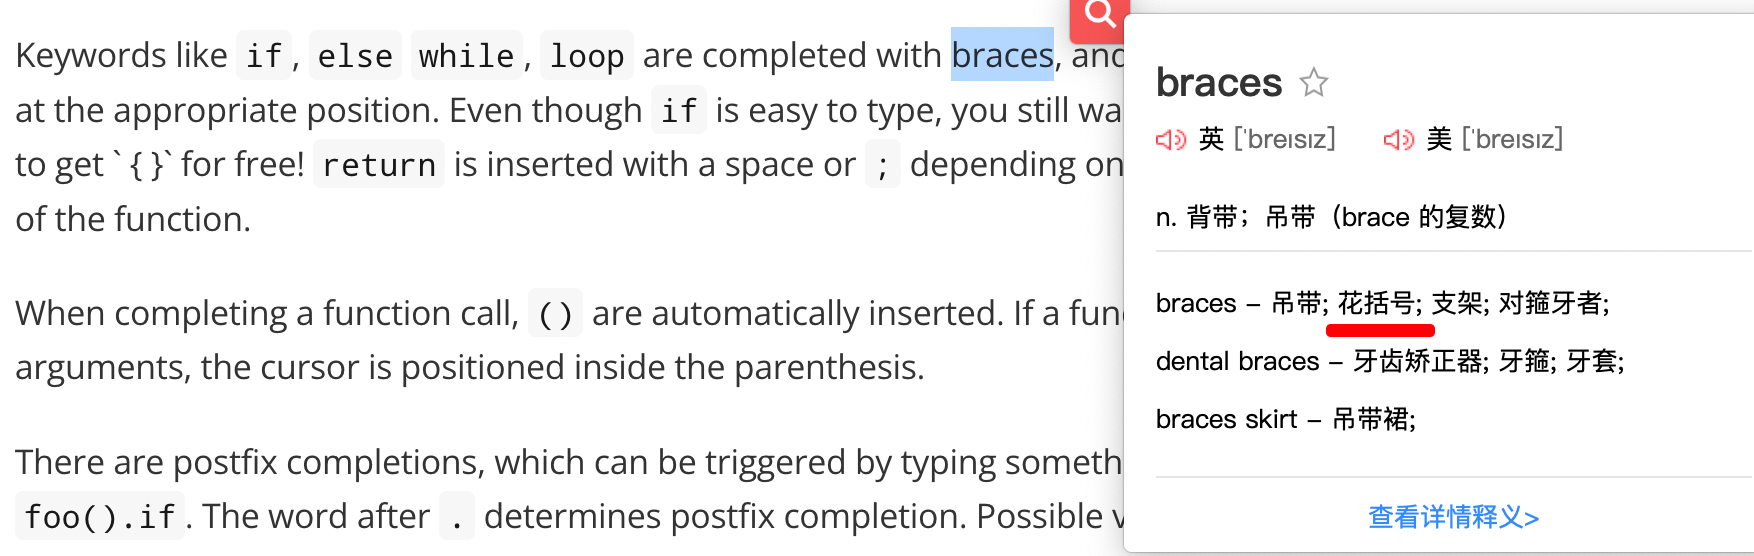 Keywords like if, else while, loop are completed with braces, and
at the appropriate position. Even though if is easy to type, you still wa
to get `{}` for free! return is inserted with a space or ; depending on
of the function.
When completing a function call, () are automatically inserted. If a func
arguments, the cursor is positioned inside the parenthesis.
There are postfix completions, which can be triggered by typing someth
foo().if. The word after . determines postfix completion. Possible v
braces
英 ['breɪsɪz] 美 ['breɪsɪz]
n. 背带；吊带（brace 的复数）
braces – 吊带; 花括号; 支架; 对箍牙者;
dental braces – 牙齿矫正器; 牙箍; 牙套;
braces skirt – 吊带裙;
查看详情释义>